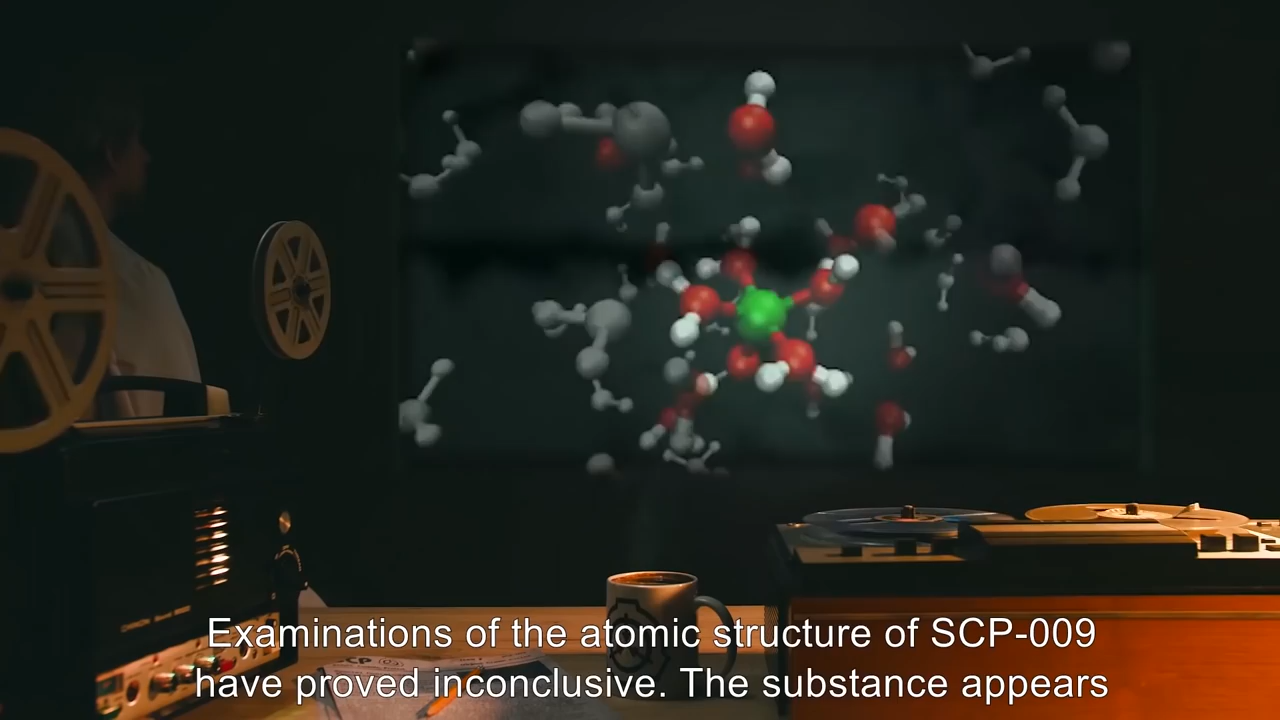 Examinations of the atomic structure of SCP-009
have proved inconclusive. The substance appears